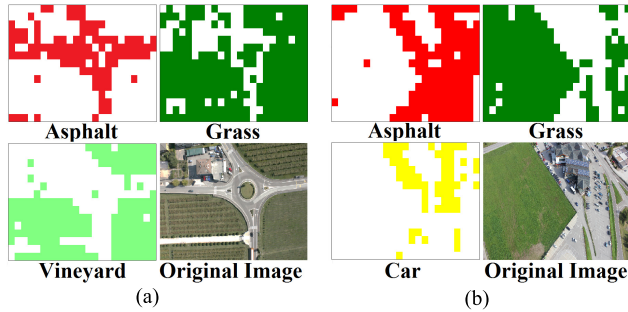 Asphalt Grass
Vineyard Original Image
(a)
Asphalt Grass
Car Original Image
(b)